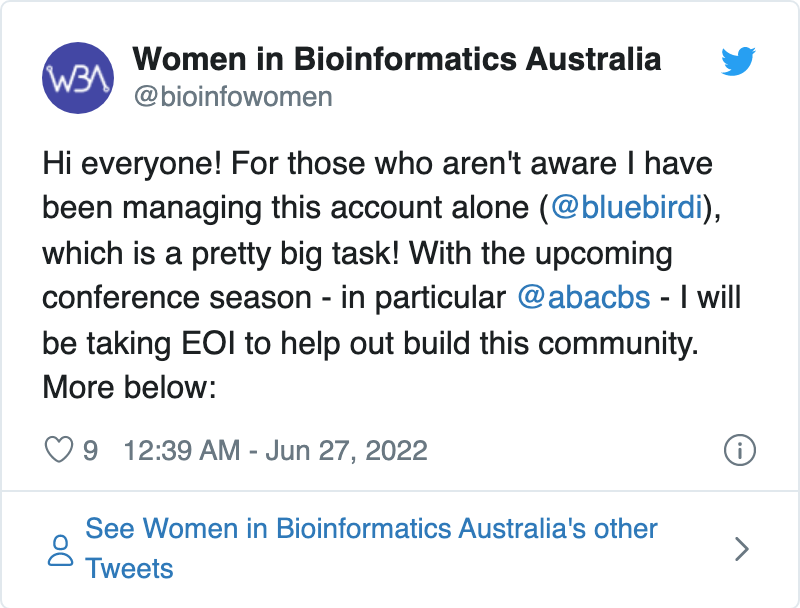 WBA
Women in Bioinformatics Australia
@bioinfowomen
Hi everyone! For those who aren't aware I have
been managing this account alone (@bluebirdi),
which is a pretty big task! With the upcoming
conference season - in particular @abacbs - I will
be taking EOI to help out build this community.
More below:
9 12:39 AM - Jun 27, 2022
See Women in Bioinformatics Australia's other
Tweets